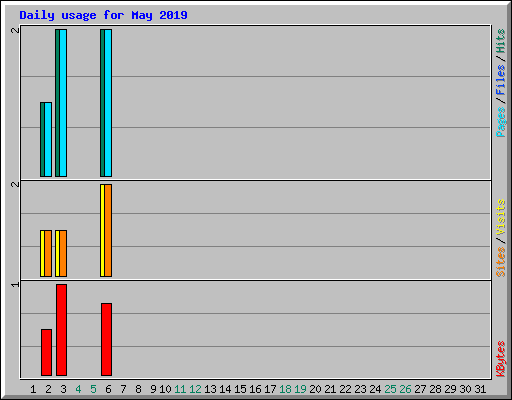 Daily usage for May 2019
2
Pages/Files/Hits
2
Sites/Visits
1
KBytes
1 2 3 4 5 6 7 8 9 10 11 12 13 14 15 16 17 18 19 20 21 22 23 24 25 26 27 28 29 30 31